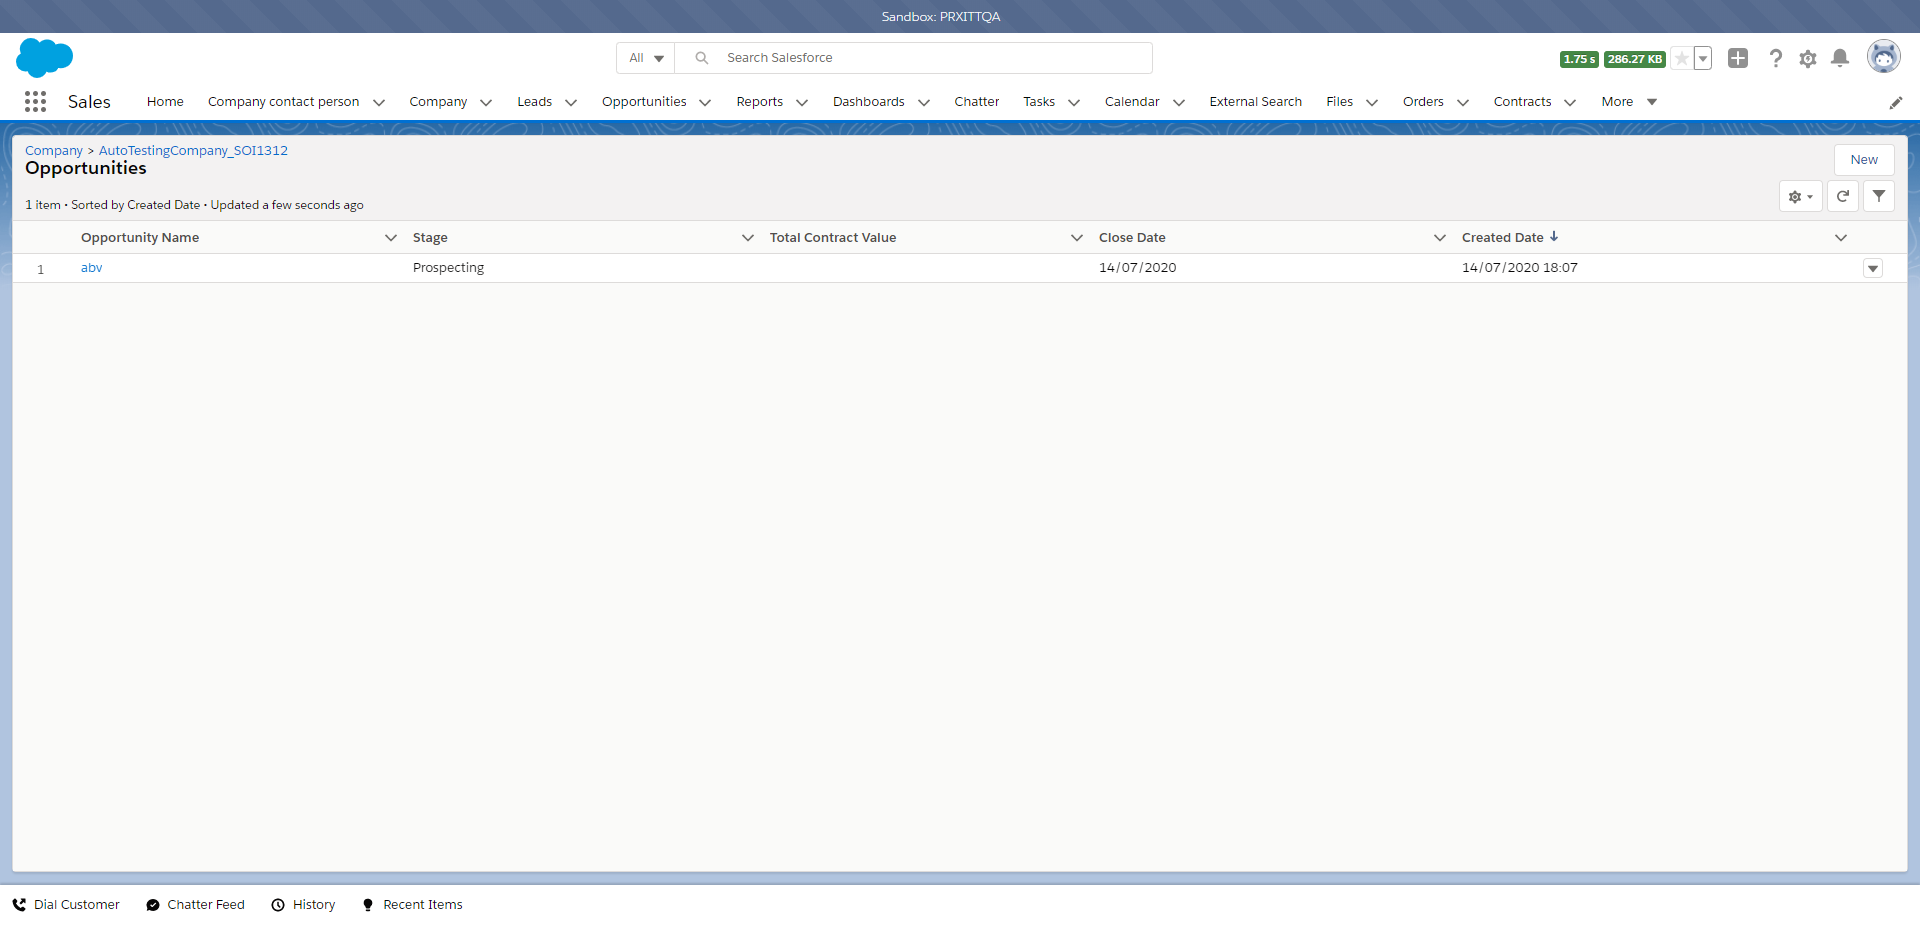 Sandbox: PRXITTQA
All
Search Salesforce
1.75 s
286.27 KB
Sales
Home
Company contact person
Company
Leads
Opportunities
Reports
Dashboards
Chatter
Tasks
Calendar
External Search
Files
Orders
Contracts
More
Company > AutoTestingCompany_SOI1312
Opportunities
New
1 item • Sorted by Created Date • Updated a few seconds ago
Opportunity Name Stage Total Contract Value Close Date Created Date
1 abv Prospecting 14/07/2020 14/07/2020 18:07
Dial Customer
Chatter Feed
History
Recent Items